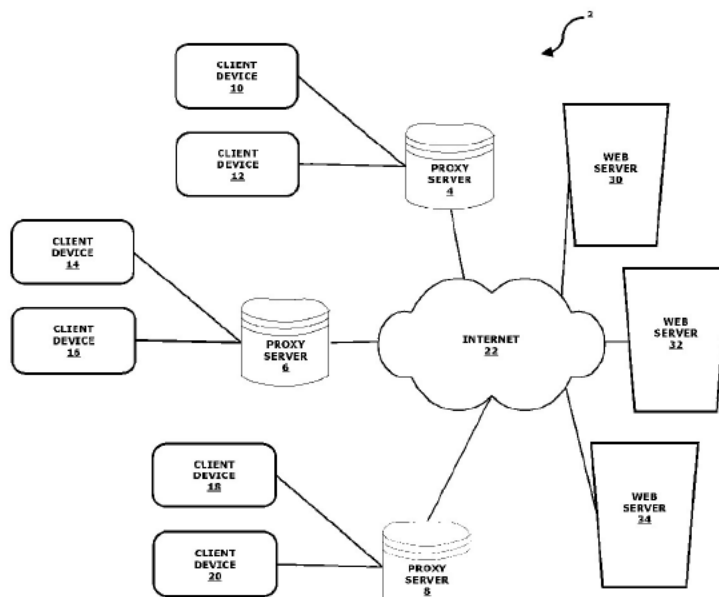 2
CLIENT
DEVICE
10
CLIENT
DEVICE
12
PROXY
SERVER
4
WEB
SERVER
30
CLIENT
DEVICE
14
CLIENT
DEVICE
16
PROXY
SERVER
6
INTERNET
22
WEB
SERVER
32
CLIENT
DEVICE
18
CLIENT
DEVICE
20
PROXY
SERVER
8
WEB
SERVER
34